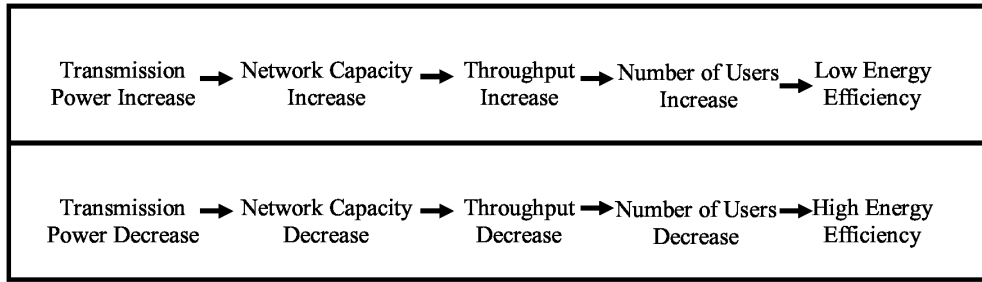 Transmission
Power Increase
Network Capacity
Increase
Throughput
Increase
Number of Users
Increase
Low Energy
Efficiency
Transmission
Power Decrease
Network Capacity
Decrease
Throughput
Decrease
Number of Users
Decrease
High Energy
Efficiency